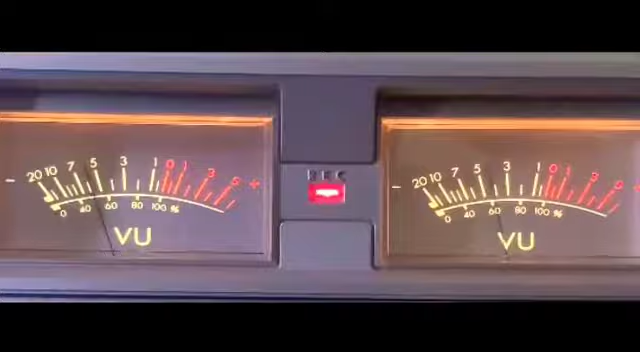 - 20 10 7 5 3 1 0 1 3 5 +
0 40 60 80 100 %
VU
REC
- 20 10 7 5 3 1 0 1 3 5
0 40 60 80 100 %
VU